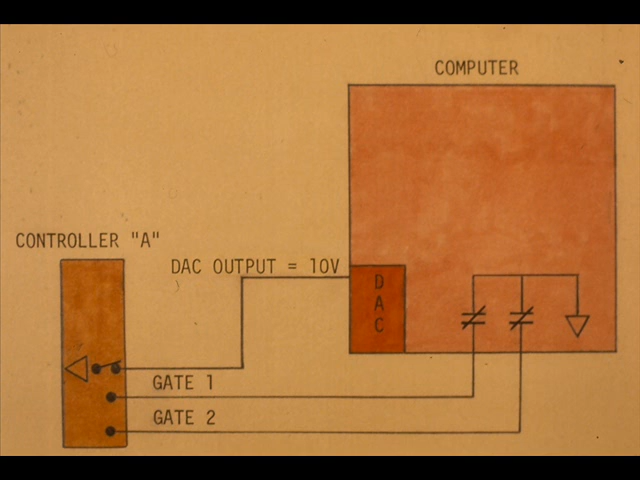 COMPUTER
CONTROLLER "A"
DAC OUTPUT = 10V
D
A
C
GATE 1
GATE 2